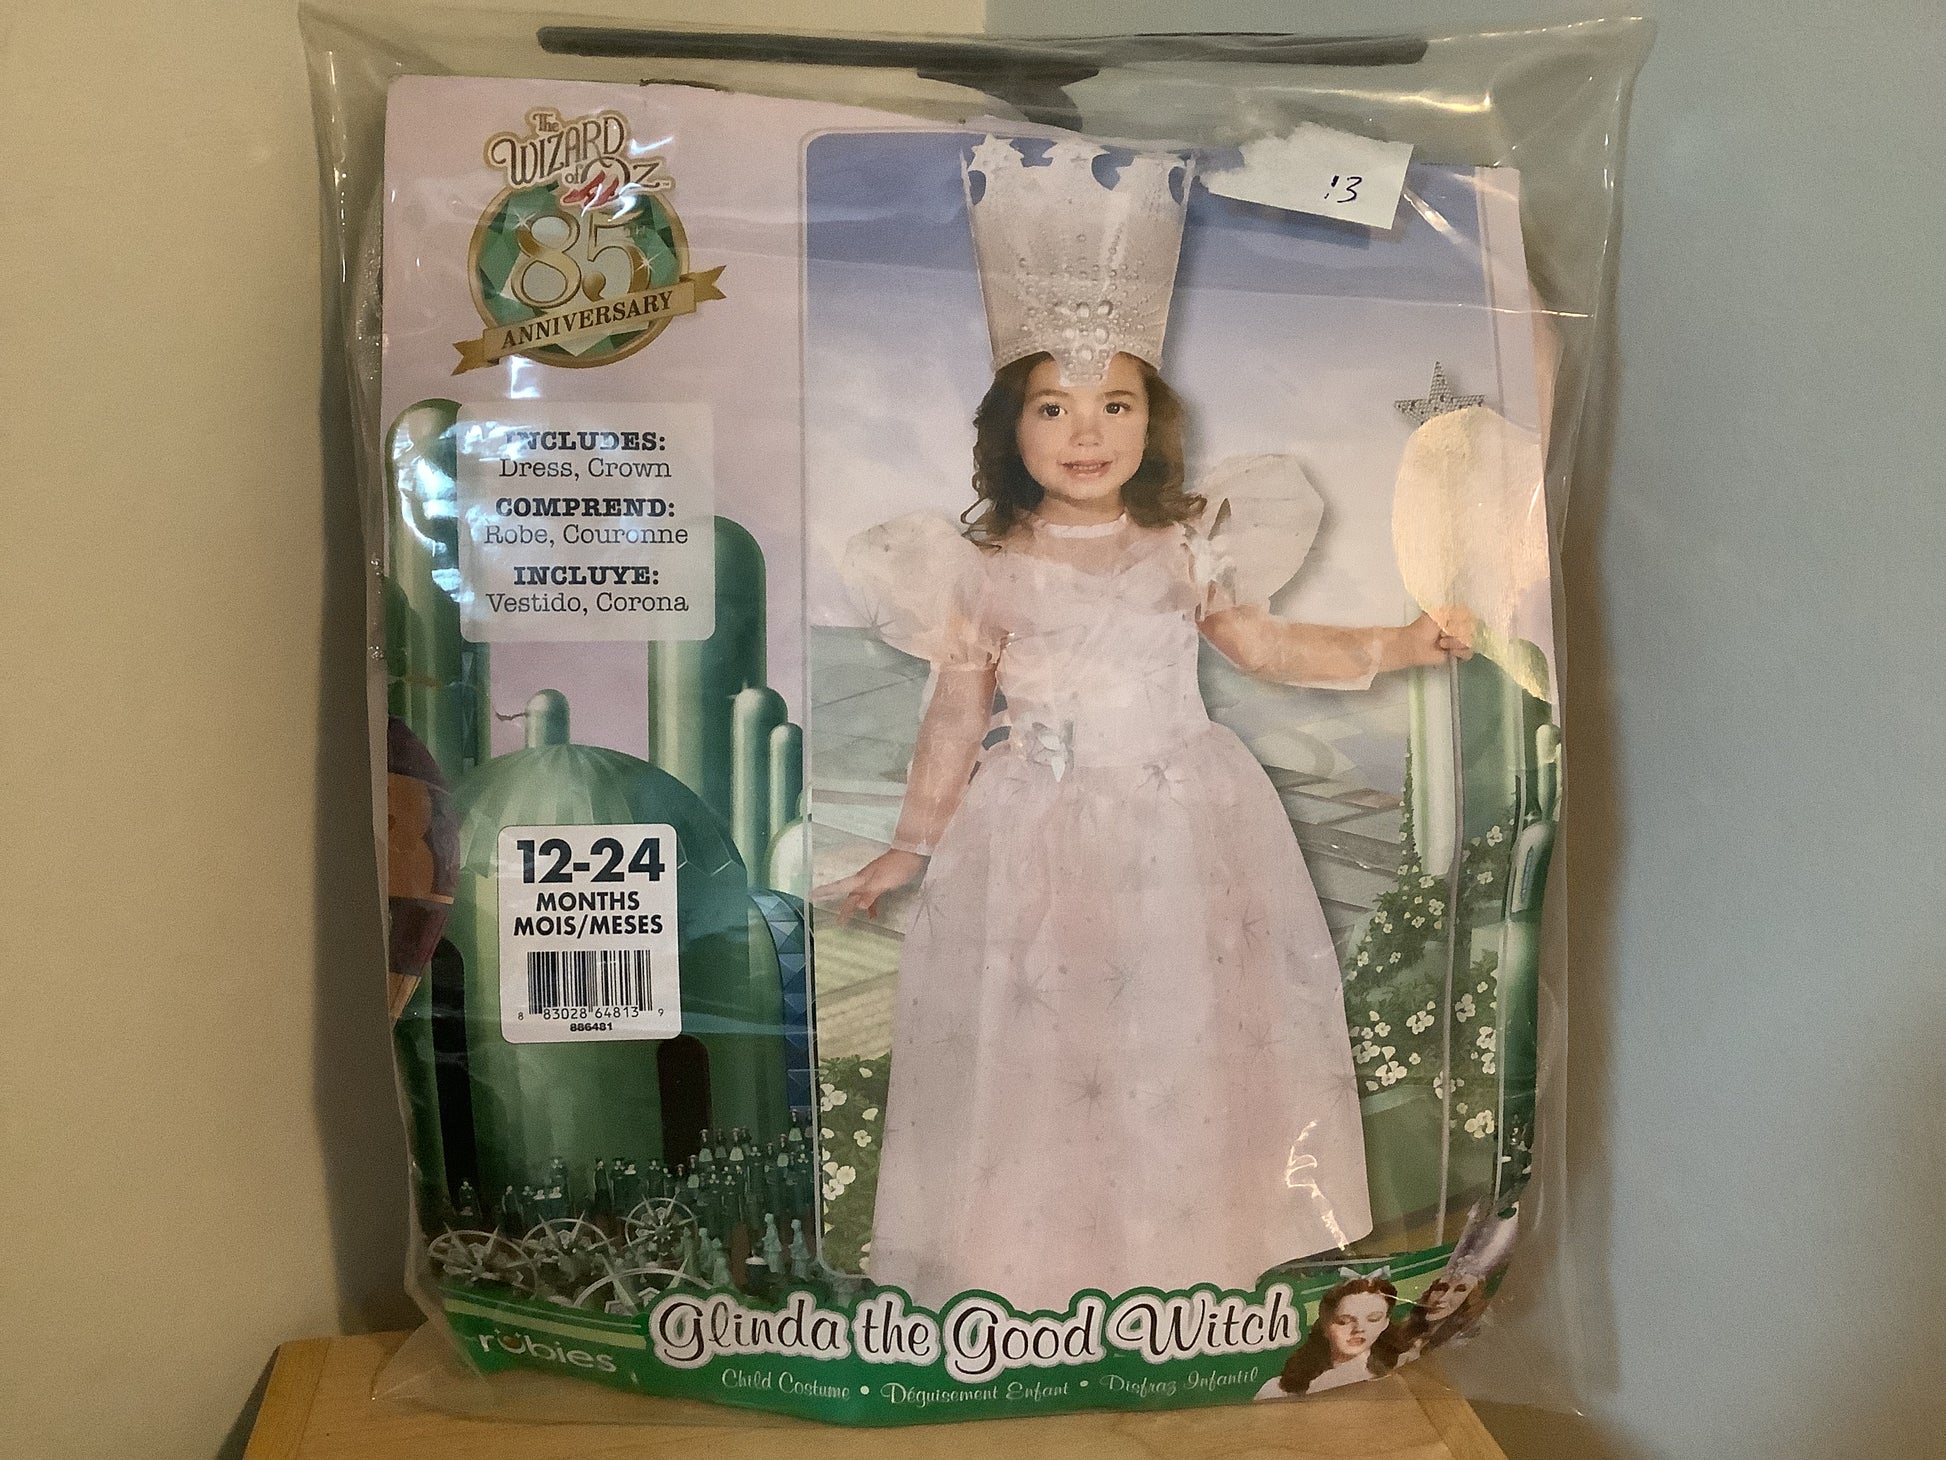 The
WIZARD
of OZ™
85TH
ANNIVERSARY
13
INCLUDES:
Dress, Crown
COMPREND:
Robe, Couronne
INCLUYE:
Vestido, Corona
12-24
MONTHS
MOIS/MESES
8 83028 64813 9
886481
rubies
Glinda the Good Witch
Child Costume • Déguisement Enfant • Disfraz Infantil